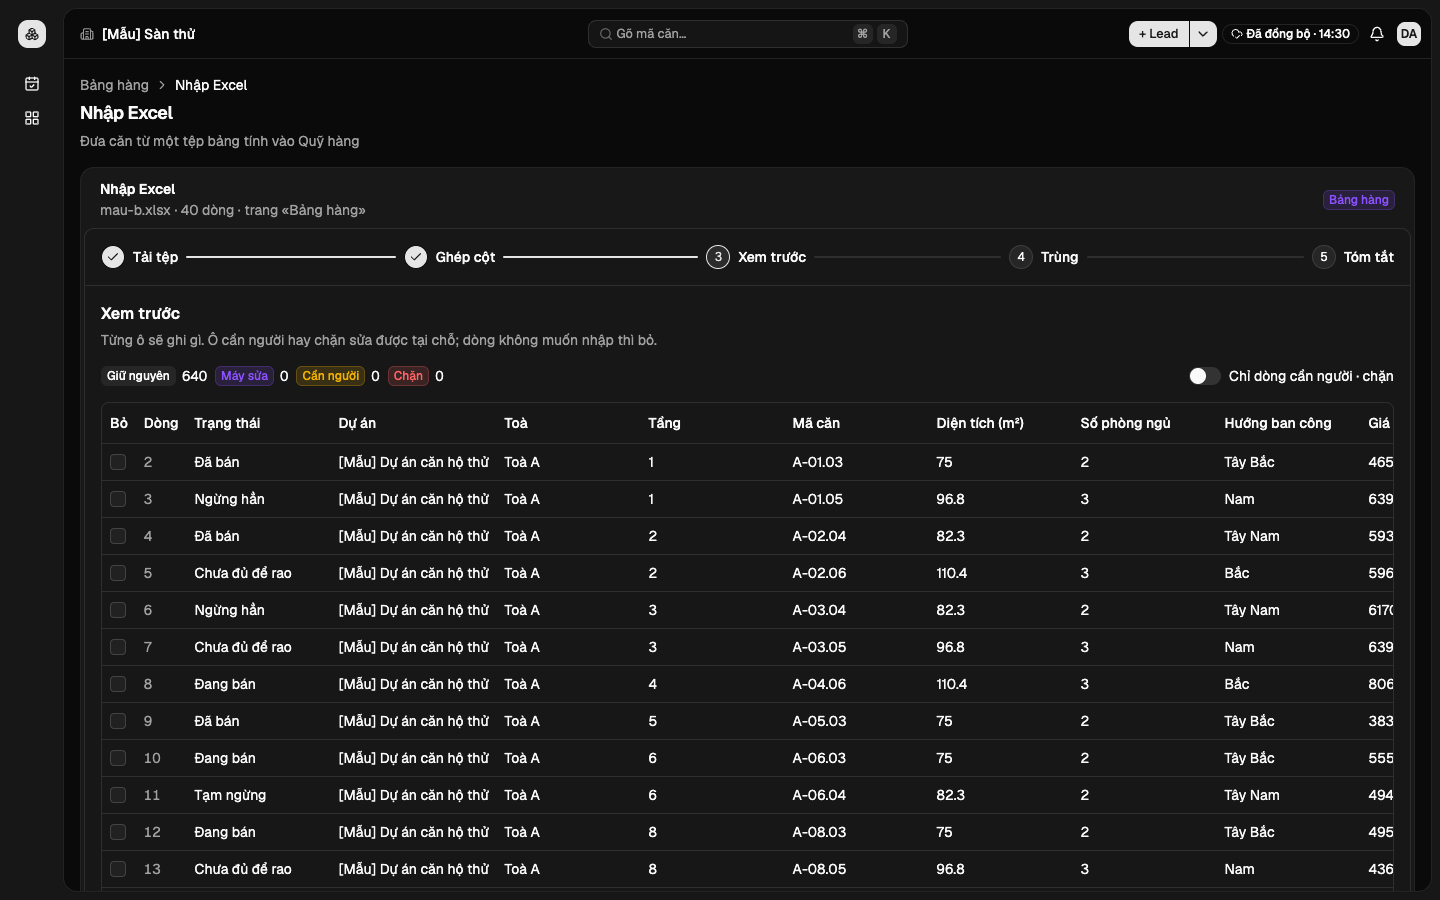 [Mẫu] Sàn thử
Gõ mã căn...
⌘ K
+ Lead
Đã đồng bộ · 14:30
DA
Bảng hàng > Nhập Excel
Nhập Excel
Đưa căn từ một tệp bảng tính vào Quỹ hàng
Nhập Excel
mau-b.xlsx · 40 dòng · trang «Bảng hàng»
Bảng hàng
Tải tệp
Ghép cột
3 Xem trước
4 Trùng
5 Tóm tắt
Xem trước
Từng ô sẽ ghi gì. Ô cần người hay chặn sửa được tại chỗ; dòng không muốn nhập thì bỏ.
Giữ nguyên 640 Máy sửa 0 Cần người 0 Chặn 0
Chỉ dòng cần người · chặn
Bỏ Dòng Trạng thái Dự án Toà Tầng Mã căn Diện tích (m²) Số phòng ngủ Hướng ban công Giá
2 Đã bán [Mẫu] Dự án căn hộ thử Toà A 1 A-01.03 75 2 Tây Bắc 465
3 Ngừng hẳn [Mẫu] Dự án căn hộ thử Toà A 1 A-01.05 96.8 3 Nam 639
4 Đã bán [Mẫu] Dự án căn hộ thử Toà A 2 A-02.04 82.3 2 Tây Nam 593
5 Chưa đủ để rao [Mẫu] Dự án căn hộ thử Toà A 2 A-02.06 110.4 3 Bắc 596
6 Ngừng hẳn [Mẫu] Dự án căn hộ thử Toà A 3 A-03.04 82.3 2 Tây Nam 6170
7 Chưa đủ để rao [Mẫu] Dự án căn hộ thử Toà A 3 A-03.05 96.8 3 Nam 639
8 Đang bán [Mẫu] Dự án căn hộ thử Toà A 4 A-04.06 110.4 3 Bắc 806
9 Đã bán [Mẫu] Dự án căn hộ thử Toà A 5 A-05.03 75 2 Tây Bắc 383
10 Đang bán [Mẫu] Dự án căn hộ thử Toà A 6 A-06.03 75 2 Tây Bắc 555
11 Tạm ngừng [Mẫu] Dự án căn hộ thử Toà A 6 A-06.04 82.3 2 Tây Nam 494
12 Đang bán [Mẫu] Dự án căn hộ thử Toà A 8 A-08.03 75 2 Tây Bắc 495
13 Chưa đủ để rao [Mẫu] Dự án căn hộ thử Toà A 8 A-08.05 96.8 3 Nam 436